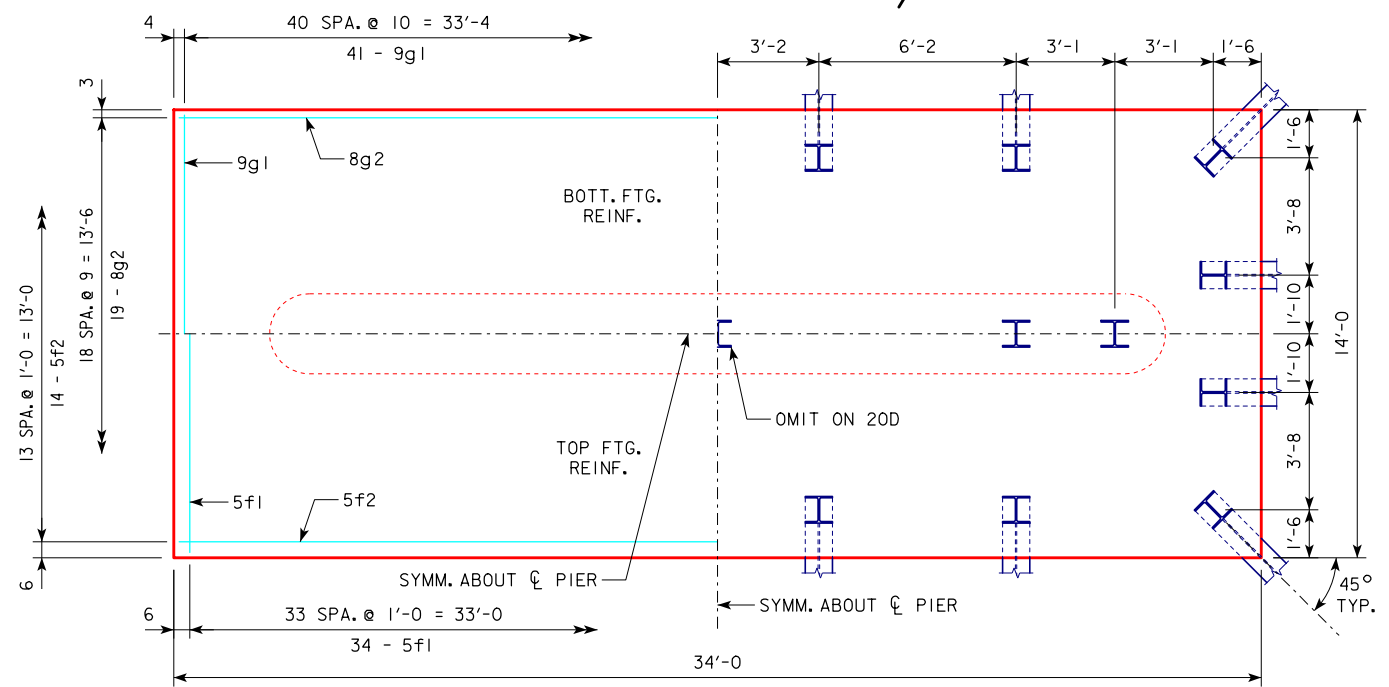 4
40 SPA.@ 10 = 33'-4
41 - 9g1
3'-2
6'-2
3'-1
3'-1
1'-6
3
9g1
8g2
BOTT.FTG.
REINF.
1'-6
3'-8
1'-10
1'-10
3'-8
1'-6
14'-0
18 SPA.@ 9 = 13'-6
19 - 8g2
13 SPA.@ 1'-0 = 13'-0
14 - 5f2
6
OMIT ON 20D
TOP FTG.
REINF.
5f1
5f2
SYMM. ABOUT ℄ PIER
SYMM. ABOUT ℄ PIER
45°
TYP.
6
33 SPA.@ 1'-0 = 33'-0
34 - 5f1
34'-0